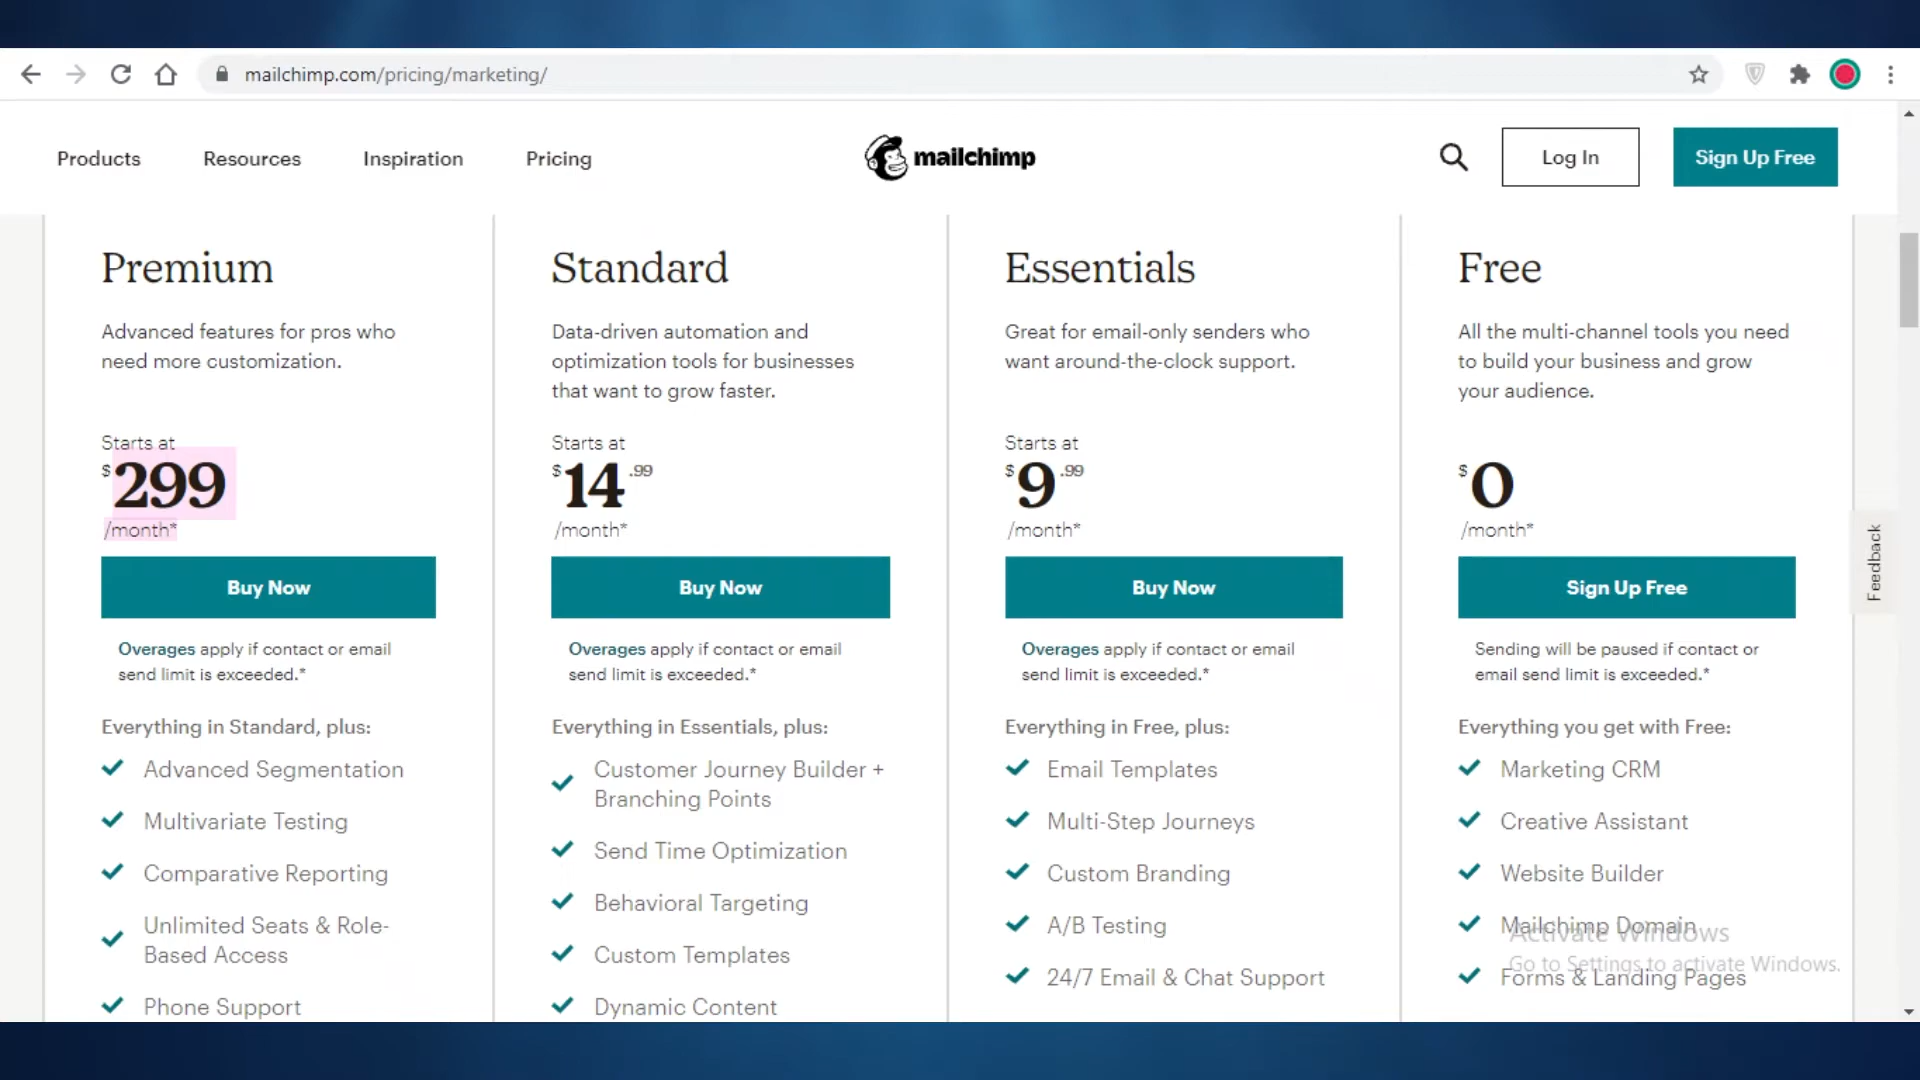 mailchimp.com/pricing/marketing/
Products
Resources
Inspiration
Pricing
mailchimp
Log In
Sign Up Free
Premium
Advanced features for pros who
need more customization.
Starts at
$299
/month*
Buy Now
Overages apply if contact or email
send limit is exceeded.*
Everything in Standard, plus:
Advanced Segmentation
Multivariate Testing
Comparative Reporting
Unlimited Seats & Role-
Based Access
Phone Support
Standard
Data-driven automation and
optimization tools for businesses
that want to grow faster.
Starts at
$14.99
/month*
Buy Now
Overages apply if contact or email
send limit is exceeded.*
Everything in Essentials, plus:
Customer Journey Builder +
Branching Points
Send Time Optimization
Behavioral Targeting
Custom Templates
Dynamic Content
Essentials
Great for email-only senders who
want around-the-clock support.
Starts at
$9.99
/month*
Buy Now
Overages apply if contact or email
send limit is exceeded.*
Everything in Free, plus:
Email Templates
Multi-Step Journeys
Custom Branding
A/B Testing
24/7 Email & Chat Support
Free
All the multi-channel tools you need
to build your business and grow
your audience.
$0
/month*
Sign Up Free
Sending will be paused if contact or
email send limit is exceeded.*
Everything you get with Free:
Marketing CRM
Creative Assistant
Website Builder
Mailchimp Domain
Forms & Landing Pages
Feedback
Activate Windows
Go to Settings to activate Windows.